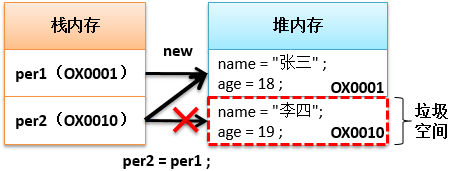 栈内存
堆内存
per1（OX0001）
new
name = "张三" ;
age = 18 ;
OX0001
per2（OX0010）
name = "李四";
age = 19 ;
OX0010
垃圾
空间
per2 = per1 ;